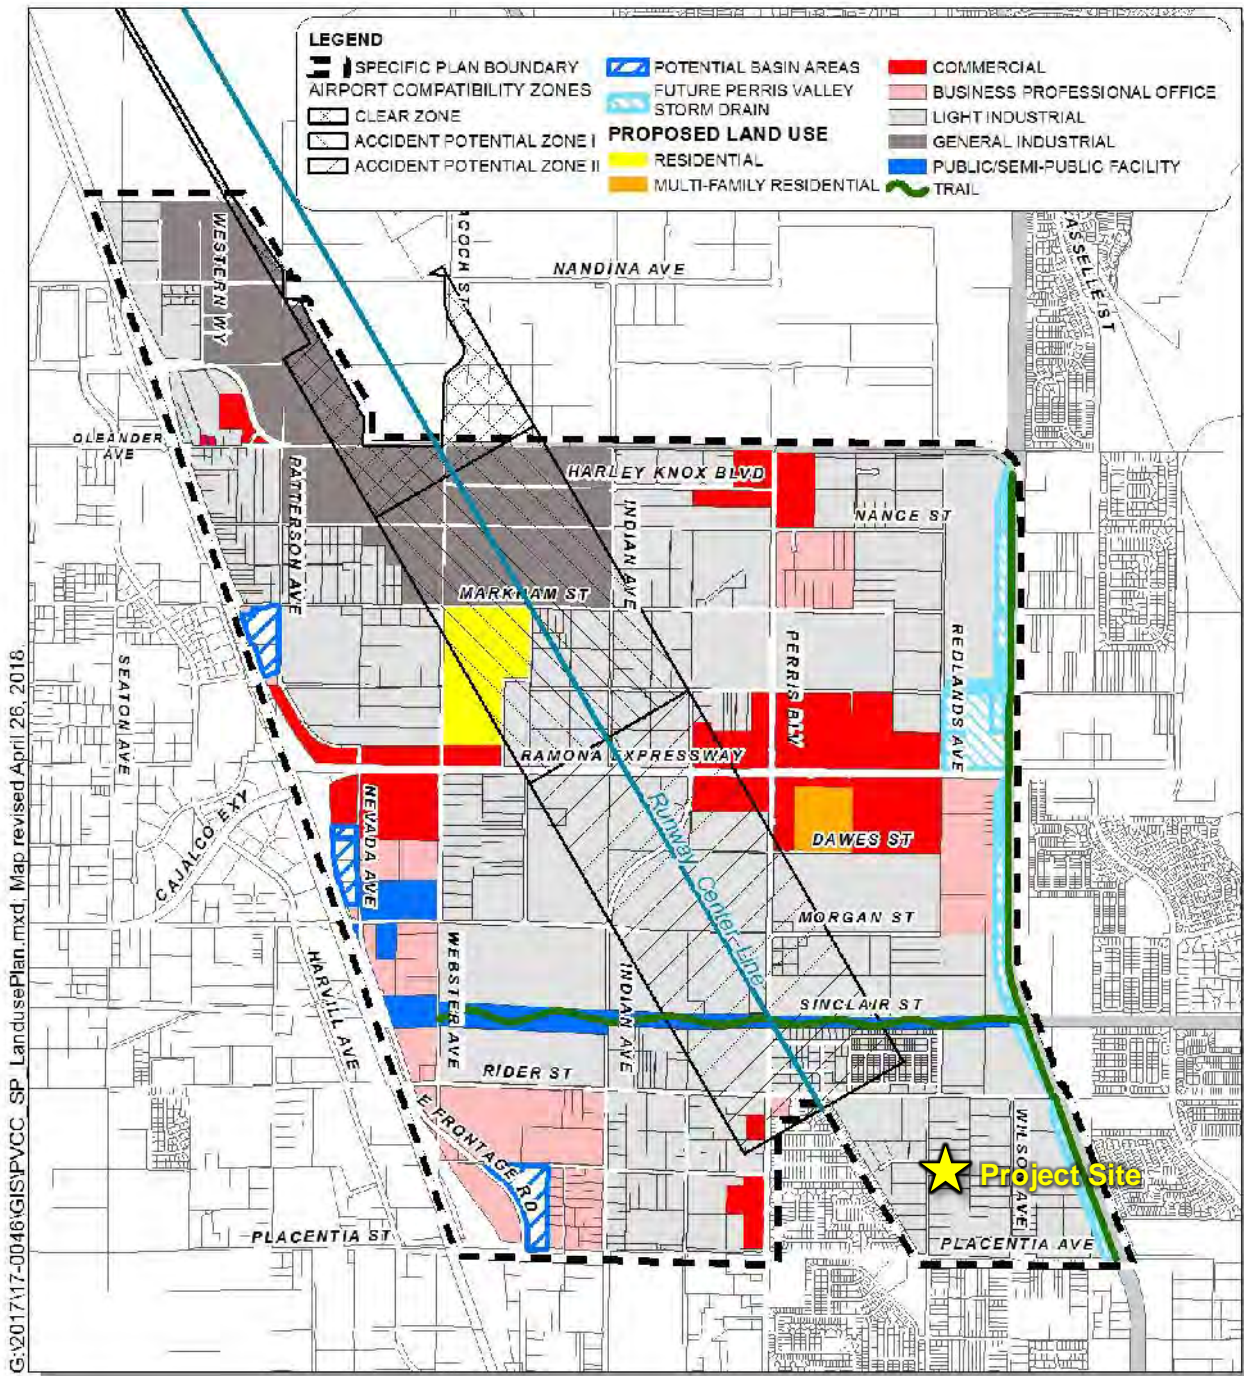 LEGEND
SPECIFIC PLAN BOUNDARY
AIRPORT COMPATIBILITY ZONES
CLEAR ZONE
ACCIDENT POTENTIAL ZONE I
ACCIDENT POTENTIAL ZONE II
POTENTIAL BASIN AREAS
FUTURE PERRIS VALLEY
STORM DRAIN
PROPOSED LAND USE
RESIDENTIAL
MULTI-FAMILY RESIDENTIAL
COMMERCIAL
BUSINESS PROFESSIONAL OFFICE
LIGHT INDUSTRIAL
GENERAL INDUSTRIAL
PUBLIC/SEMI-PUBLIC FACILITY
TRAIL
WESTERN WY
NANDINA AVE
OLEANDER
AVE
PATTERSON AVE
HARLEY KNOX BLVD
INDIAN AVE
NANCE ST
MARKHAM ST
SEATON AVE
PERRIS BLV
REDLANDS AVE
RAMONA EXPRESSWAY
CAJALCO EXY
NEVADA AVE
Runway Center Line
DAWES ST
MORGAN ST
HARVILL AVE
WEBSTER AVE
INDIAN AVE
SINCLAIR ST
RIDER ST
E FRONTAGE RD
WILSON AVE
Project Site
PLACENTIA ST
PLACENTIA AVE
G:\2017\17-0046\GIS\PVCC_SP_LandusePlan.mxd; Map revised April 26, 2018.